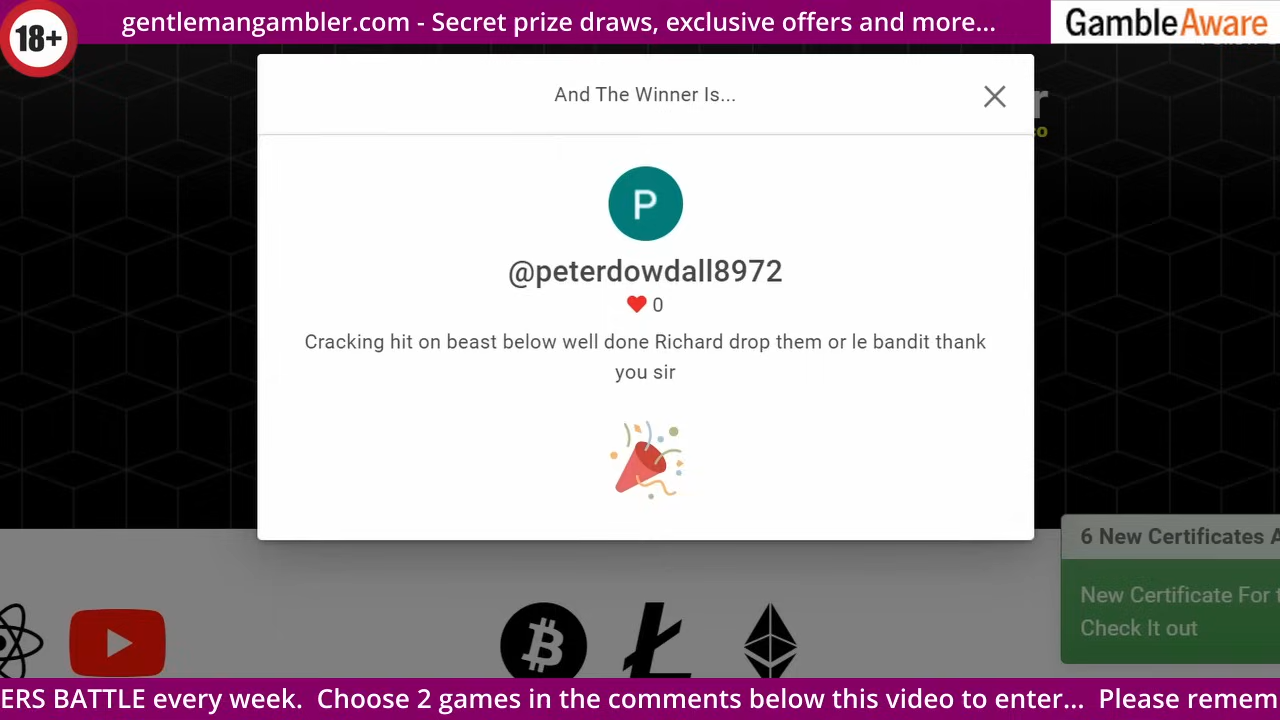 18+
gentlemangambler.com - Secret prize draws, exclusive offers and more...
GambleAware
And The Winner Is...
P
@peterdowdall8972
0
Cracking hit on beast below well done Richard drop them or le bandit thank
you sir
6 New Certificates A
New Certificate For
Check It out
ERS BATTLE every week.  Choose 2 games in the comments below this video to enter...  Please remem